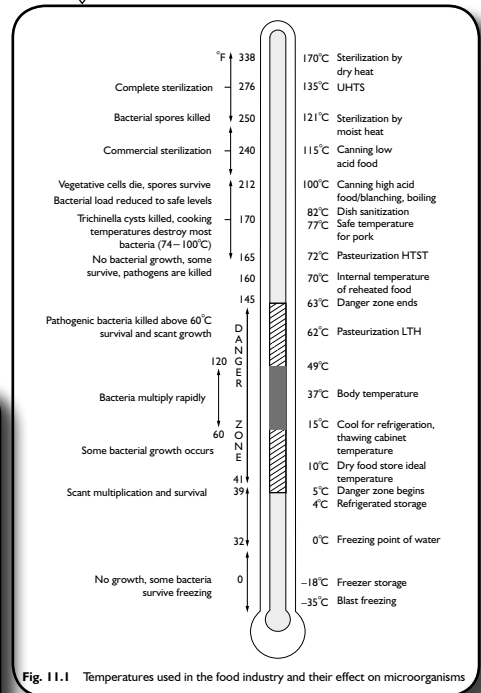 °F 338
276
250
240
212
170
165
160
145
120
60
41
39
32
0
Complete sterilization
Bacterial spores killed
Commercial sterilization
Vegetative cells die, spores survive
Bacterial load reduced to safe levels
Trichinella cysts killed, cooking
temperatures destroy most
bacteria (74–100°C)
No bacterial growth, some
survive, pathogens are killed
Pathogenic bacteria killed above 60°C
survival and scant growth
Bacteria multiply rapidly
Some bacterial growth occurs
Scant multiplication and survival
No growth, some bacteria
survive freezing
DANGER
ZONE
170°C Sterilization by
dry heat
135°C UHTS
121°C Sterilization by
moist heat
115°C Canning low
acid food
100°C Canning high acid
food/blanching, boiling
82°C Dish sanitization
77°C Safe temperature
for pork
72°C Pasteurization HTST
70°C Internal temperature
of reheated food
63°C Danger zone ends
62°C Pasteurization LTH
49°C
37°C Body temperature
15°C Cool for refrigeration,
thawing cabinet
temperature
10°C Dry food store ideal
temperature
5°C Danger zone begins
4°C Refrigerated storage
0°C Freezing point of water
–18°C Freezer storage
–35°C Blast freezing
Fig. 11.1 Temperatures used in the food industry and their effect on microorganisms